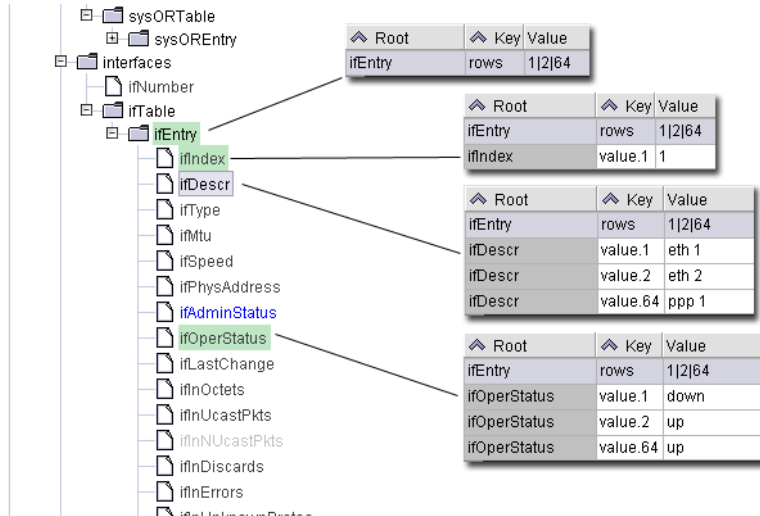 sysORTable
sysOREntry
interfaces
ifNumber
ifTable
ifEntry
ifIndex
ifDescr
ifType
ifMtu
ifSpeed
ifPhysAddress
ifAdminStatus
ifOperStatus
ifLastChange
ifInOctets
ifInUcastPkts
ifInNUcastPkts
ifInDiscards
ifInErrors
Root Key Value
ifEntry rows 1|2|64
Root Key Value
ifEntry rows 1|2|64
ifIndex value.1 1
Root Key Value
ifEntry rows 1|2|64
ifDescr value.1 eth 1
ifDescr value.2 eth 2
ifDescr value.64 ppp 1
Root Key Value
ifEntry rows 1|2|64
ifOperStatus value.1 down
ifOperStatus value.2 up
ifOperStatus value.64 up